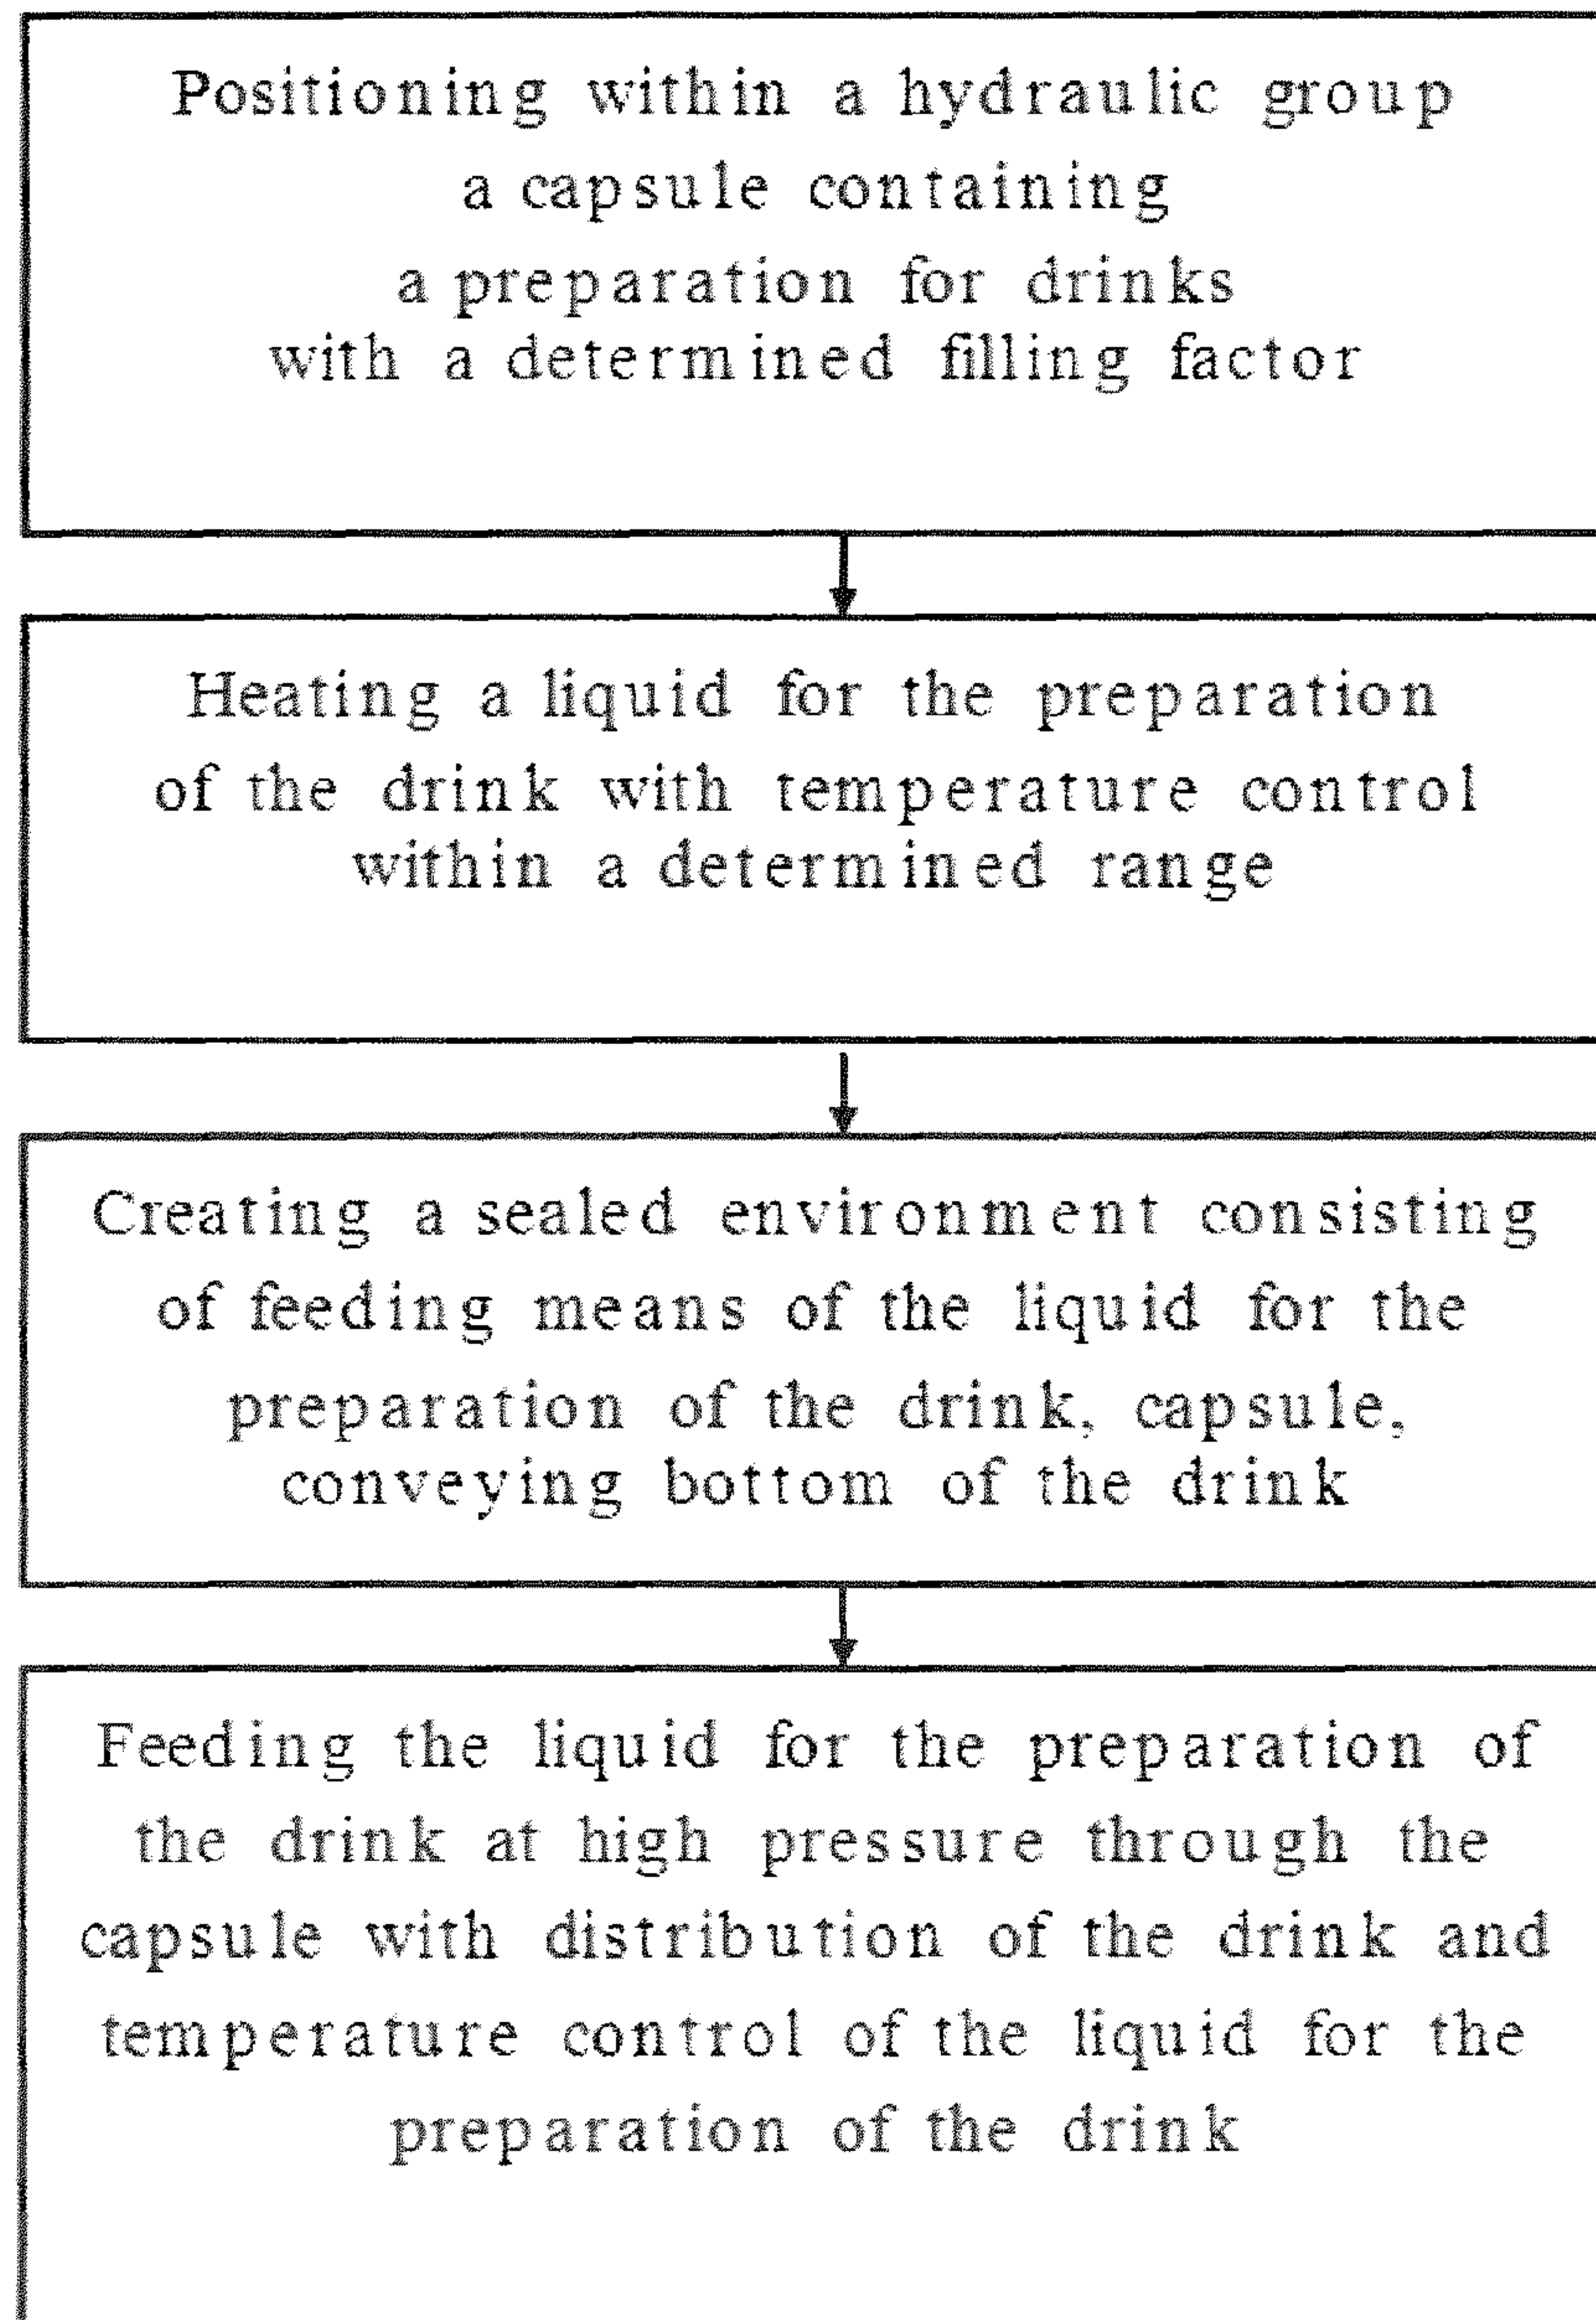 Positioning within a hydraulic group
a capsule containing
a preparation for drinks
with a determined filling factor
Heating a liquid for the preparation
of the drink with temperature control
within a determined range
Creating a sealed environment consisting
of feeding means of the liquid for the
preparation of the drink, capsule,
conveying bottom of the drink
Feeding the liquid for the preparation of
the drink at high pressure through the
capsule with distribution of the drink and
temperature control of the liquid for the
preparation of the drink